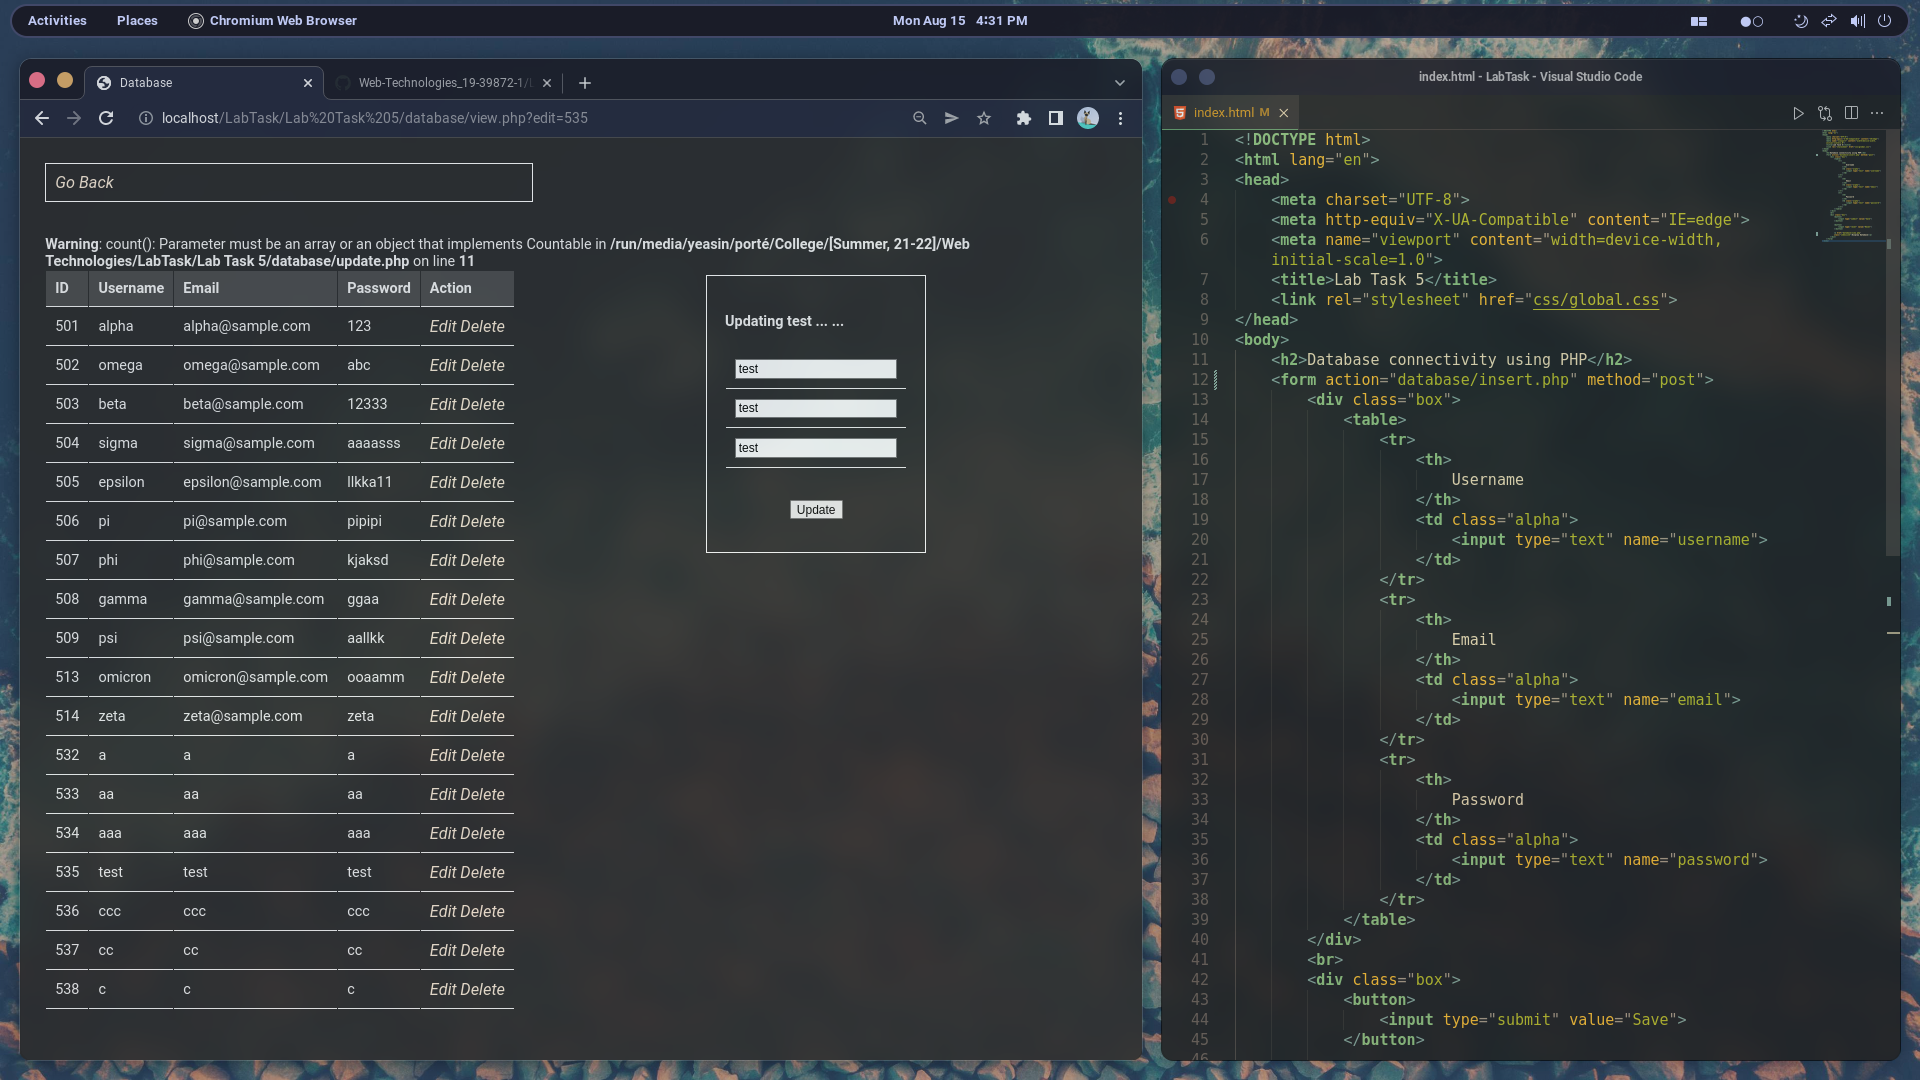 Activities Places Chromium Web Browser Mon Aug 15 4:31 PM
Database
Web-Technologies_19-39872-1/
localhost/LabTask/Lab%20Task%205/database/view.php?edit=535
Go Back
Warning: count(): Parameter must be an array or an object that implements Countable in /run/media/yeasin/porté/College/[Summer, 21-22]/Web
Technologies/LabTask/Lab Task 5/database/update.php on line 11
ID Username Email Password Action
501 alpha alpha@sample.com 123 Edit Delete
502 omega omega@sample.com abc Edit Delete
503 beta beta@sample.com 12333 Edit Delete
504 sigma sigma@sample.com aaaasss Edit Delete
505 epsilon epsilon@sample.com llkka11 Edit Delete
506 pi pi@sample.com pipipi Edit Delete
507 phi phi@sample.com kjaksd Edit Delete
508 gamma gamma@sample.com ggaa Edit Delete
509 psi psi@sample.com aallkk Edit Delete
513 omicron omicron@sample.com ooaamm Edit Delete
514 zeta zeta@sample.com zeta Edit Delete
532 a a a Edit Delete
533 aa aa aa Edit Delete
534 aaa aaa aaa Edit Delete
535 test test test Edit Delete
536 ccc ccc ccc Edit Delete
537 cc cc cc Edit Delete
538 c c c Edit Delete
Updating test ... ...
test
test
test
Update
index.html - LabTask - Visual Studio Code
index.html M
1 <!DOCTYPE html>
2 <html lang="en">
3 <head>
4 <meta charset="UTF-8">
5 <meta http-equiv="X-UA-Compatible" content="IE=edge">
6 <meta name="viewport" content="width=device-width,
initial-scale=1.0">
7 <title>Lab Task 5</title>
8 <link rel="stylesheet" href="css/global.css">
9 </head>
10 <body>
11 <h2>Database connectivity using PHP</h2>
12 <form action="database/insert.php" method="post">
13 <div class="box">
14 <table>
15 <tr>
16 <th>
17 Username
18 </th>
19 <td class="alpha">
20 <input type="text" name="username">
21 </td>
22 </tr>
23 <tr>
24 <th>
25 Email
26 </th>
27 <td class="alpha">
28 <input type="text" name="email">
29 </td>
30 </tr>
31 <tr>
32 <th>
33 Password
34 </th>
35 <td class="alpha">
36 <input type="text" name="password">
37 </td>
38 </tr>
39 </table>
40 </div>
41 <br>
42 <div class="box">
43 <button>
44 <input type="submit" value="Save">
45 </button>
46